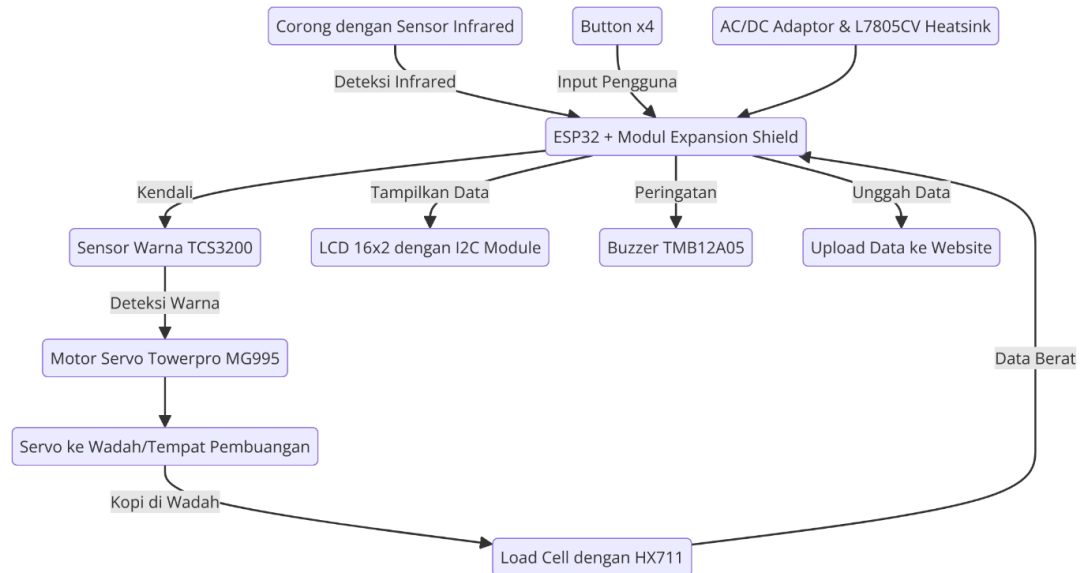 Corong dengan Sensor Infrared
Button x4
AC/DC Adaptor & L7805CV Heatsink
Deteksi Infrared
Input Pengguna
ESP32 + Modul Expansion Shield
Kendali
Tampilkan Data
Peringatan
Unggah Data
Sensor Warna TCS3200
LCD 16x2 dengan I2C Module
Buzzer TMB12A05
Upload Data ke Website
Deteksi Warna
Motor Servo Towerpro MG995
Data Berat
Servo ke Wadah/Tempat Pembuangan
Kopi di Wadah
Load Cell dengan HX711